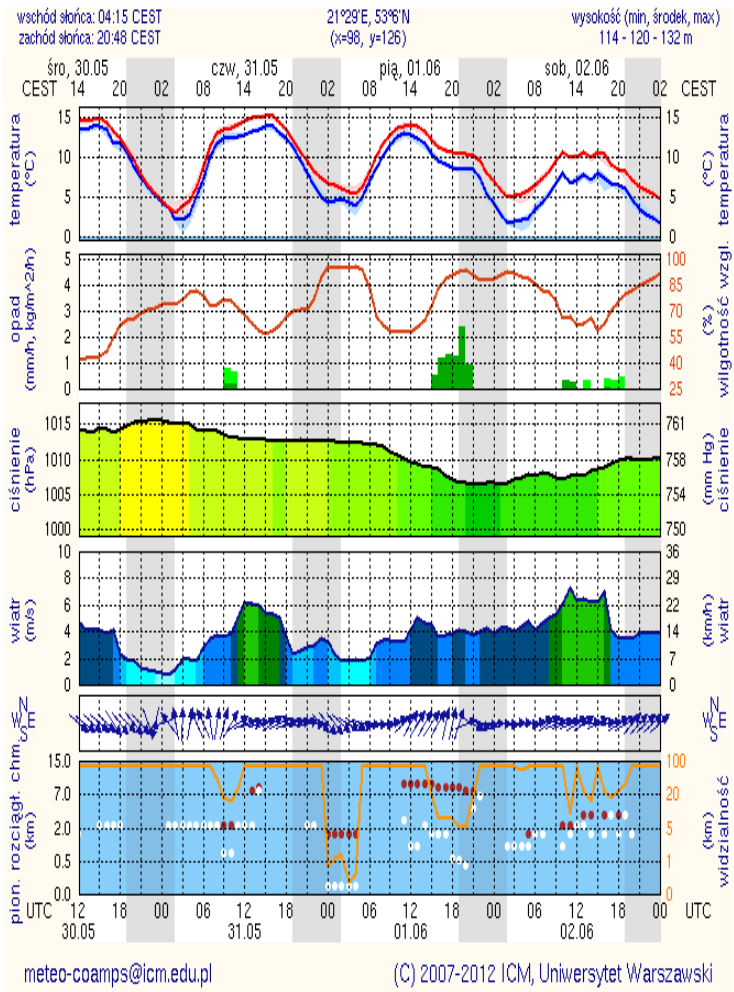 wschód słońca: 04:15 CEST 21°29'E, 53°6'N wysokość (min, środek, max)
zachód słońca: 20:48 CEST (x=98, y=126) 114 - 120 - 132 m
śro, 30.05 czw, 31.05 pią, 01.06 sob, 02.06
CEST 14 20 02 08 14 20 02 08 14 20 02 08 14 20 02 CEST
temperatura (°C)
15 10 5 0
15 10 5 0
temperatura (°C)
opad (mm/h, kg/m^2/h)
5 4 3 2 1 0
100 85 70 55 40 25
wilgotność wzgl. (%)
ciśnienie (hPa)
1015 1010 1005 1000
761 758 754 750
ciśnienie (mm Hg)
wiatr (m/s)
10 8 6 4 2 0
36 29 22 14 7 0
(km/h) wiatr
N W E S
N W E S
pion. rozciągł. chm. (km)
15.0 7.0 2.0 0.5 0.0
100 20 5 1 0
widzialność (km)
UTC 12 18 00 06 12 18 00 06 12 18 00 06 12 18 00 UTC
30.05 31.05 01.06 02.06
meteo-coamps@icm.edu.pl (C) 2007-2012 ICM, Uniwersytet Warszawski